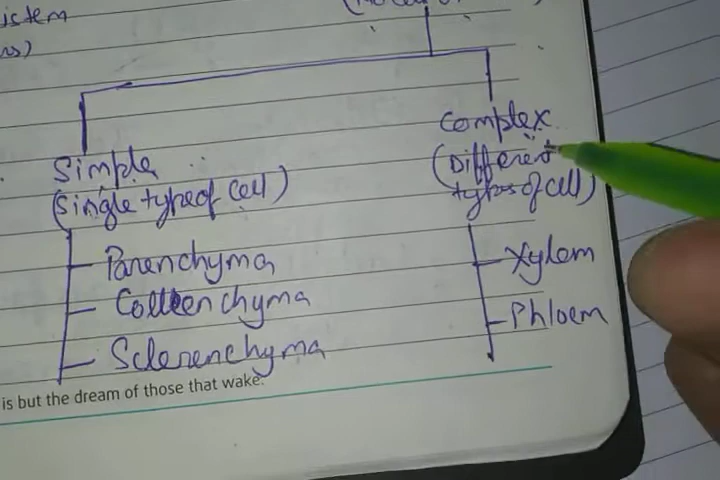 istem
Simple
(Single type of Cell)
Parenchyma
Collenchyma
Sclerenchyma
Complex
(Different
types of cell)
Xylem
Phloem
is but the dream of those that wake.